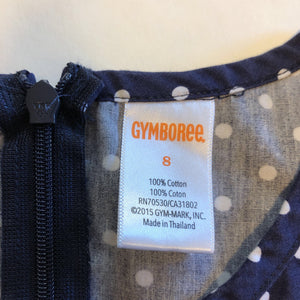 GYMBOREE
8
100% Cotton
100% Coton
RN70530/CA31802
©2015 GYM-MARK, INC.
Made in Thailand